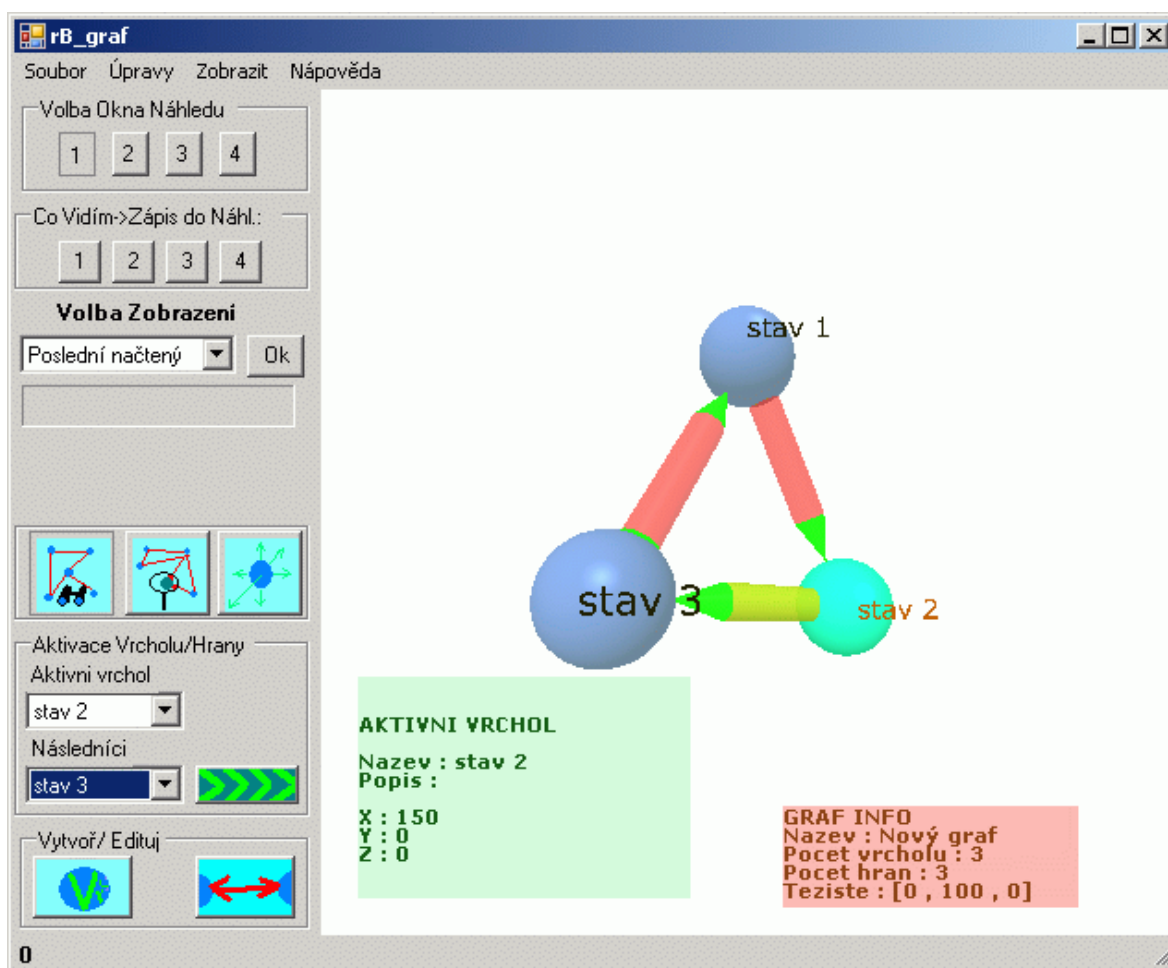 rB_graf
Soubor Úpravy Zobrazit Nápověda
Volba Okna Náhledu
1 2 3 4
Co Vidím->Zápis do Náhl.:
1 2 3 4
Volba Zobrazení
Poslední načtený Ok
Aktivace Vrcholu/Hrany
Aktivni vrchol
stav 2
Následníci
stav 3
Vytvoř/ Edituj
V
0
stav 1
stav 3
stav 2
AKTIVNI VRCHOL
Nazev : stav 2
Popis :
X : 150
Y : 0
Z : 0
GRAF INFO
Nazev : Nový graf
Pocet vrcholu : 3
Pocet hran : 3
Teziste : [0 , 100 , 0]